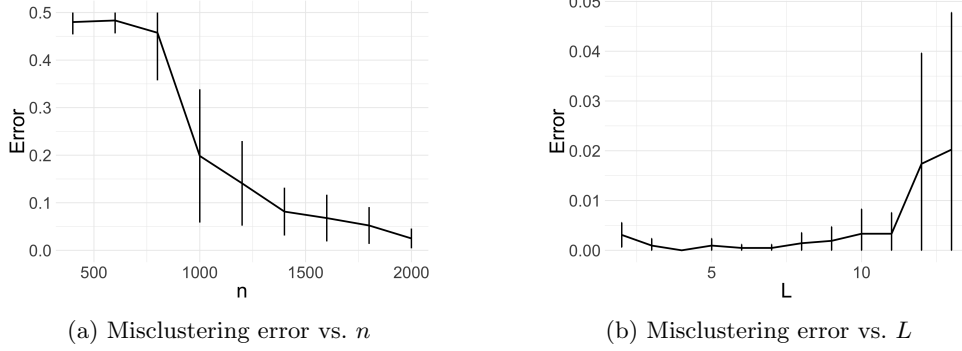 0.5
0.4
0.3
0.2
0.1
0.0
Error
500 1000 1500 2000
n
(a) Misclustering error vs. n
0.05
0.04
0.03
0.02
0.01
0.00
Error
5 10
L
(b) Misclustering error vs. L